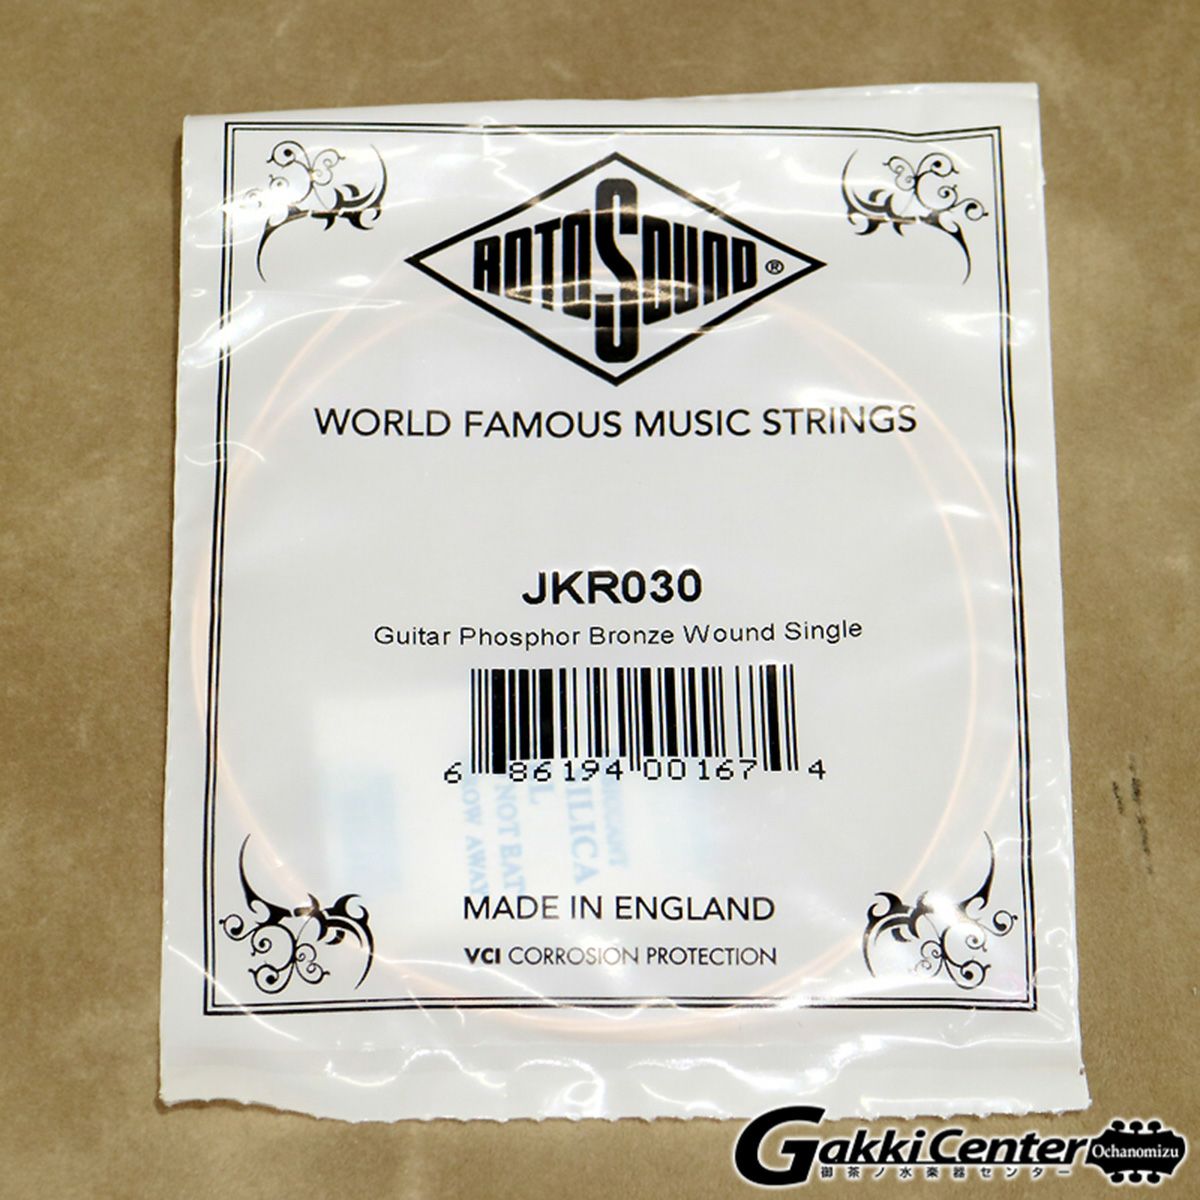 ROTOSOUND®
WORLD FAMOUS MUSIC STRINGS
JKR030
Guitar Phosphor Bronze Wound Single
6 86194 00167 4
SILICA
NOT EAT
MADE IN ENGLAND
VCI CORROSION PROTECTION
GakkiCenter Ochanomizu
御茶ノ水楽器センター